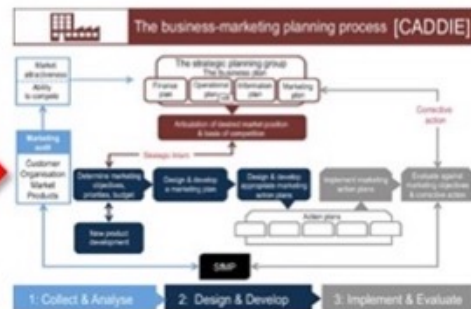 The business-marketing planning process [CADDIE]
Market
attractiveness
Ability
to compete
Marketing
audit
Customer
Organisation
Market
Products
The strategic planning group
The business plan
Finance
plan
Operational
plan
Information
plan
Marketing
plan
Articulation of desired market position
& basis of competition
Strategic Intent
Corrective
action
Determine marketing
objectives,
priorities, budget
Design & develop
a marketing plan
Design & develop
appropriate marketing
action plans
Implement marketing
action plans
Evaluate against
marketing objectives
& corrective action
New product
development
Action plans
SIMP
1: Collect & Analyse
2: Design & Develop
3: Implement & Evaluate